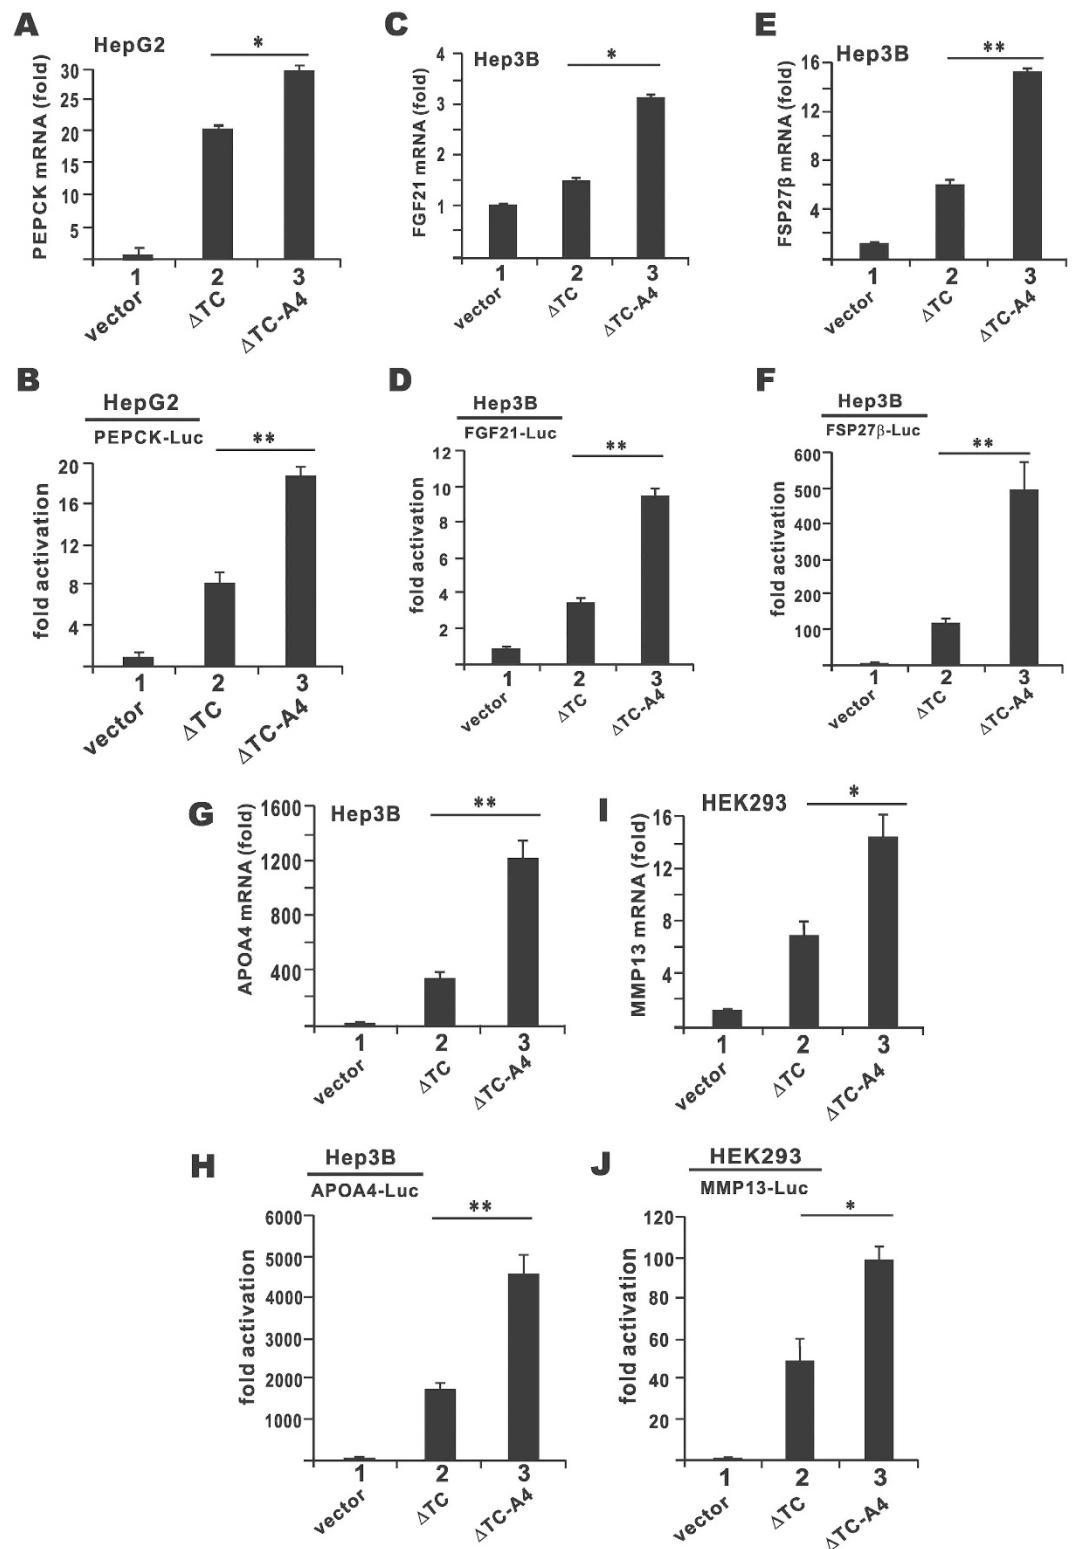 A
HepG2
*
PEPCK mRNA (fold)
30
25
20
15
10
5
1
2
3
vector
ΔTC
ΔTC-A4
C
Hep3B
*
FGF21 mRNA (fold)
4
3
2
1
1
2
3
vector
ΔTC
ΔTC-A4
E
Hep3B
**
FSP27β mRNA (fold)
16
12
8
4
1
2
3
vector
ΔTC
ΔTC-A4
B
HepG2
PEPCK-Luc
**
fold activation
20
16
12
8
4
1
2
3
vector
ΔTC
ΔTC-A4
D
Hep3B
FGF21-Luc
**
fold activation
12
10
8
6
4
2
1
2
3
vector
ΔTC
ΔTC-A4
F
Hep3B
FSP27β-Luc
**
fold activation
600
500
400
300
200
100
1
2
3
vector
ΔTC
ΔTC-A4
G
Hep3B
**
APOA4 mRNA (fold)
1600
1200
800
400
1
2
3
vector
ΔTC
ΔTC-A4
I
HEK293
*
MMP13 mRNA (fold)
16
12
8
4
1
2
3
vector
ΔTC
ΔTC-A4
H
Hep3B
APOA4-Luc
**
fold activation
6000
5000
4000
3000
2000
1000
1
2
3
vector
ΔTC
ΔTC-A4
J
HEK293
MMP13-Luc
*
fold activation
120
100
80
60
40
20
1
2
3
vector
ΔTC
ΔTC-A4